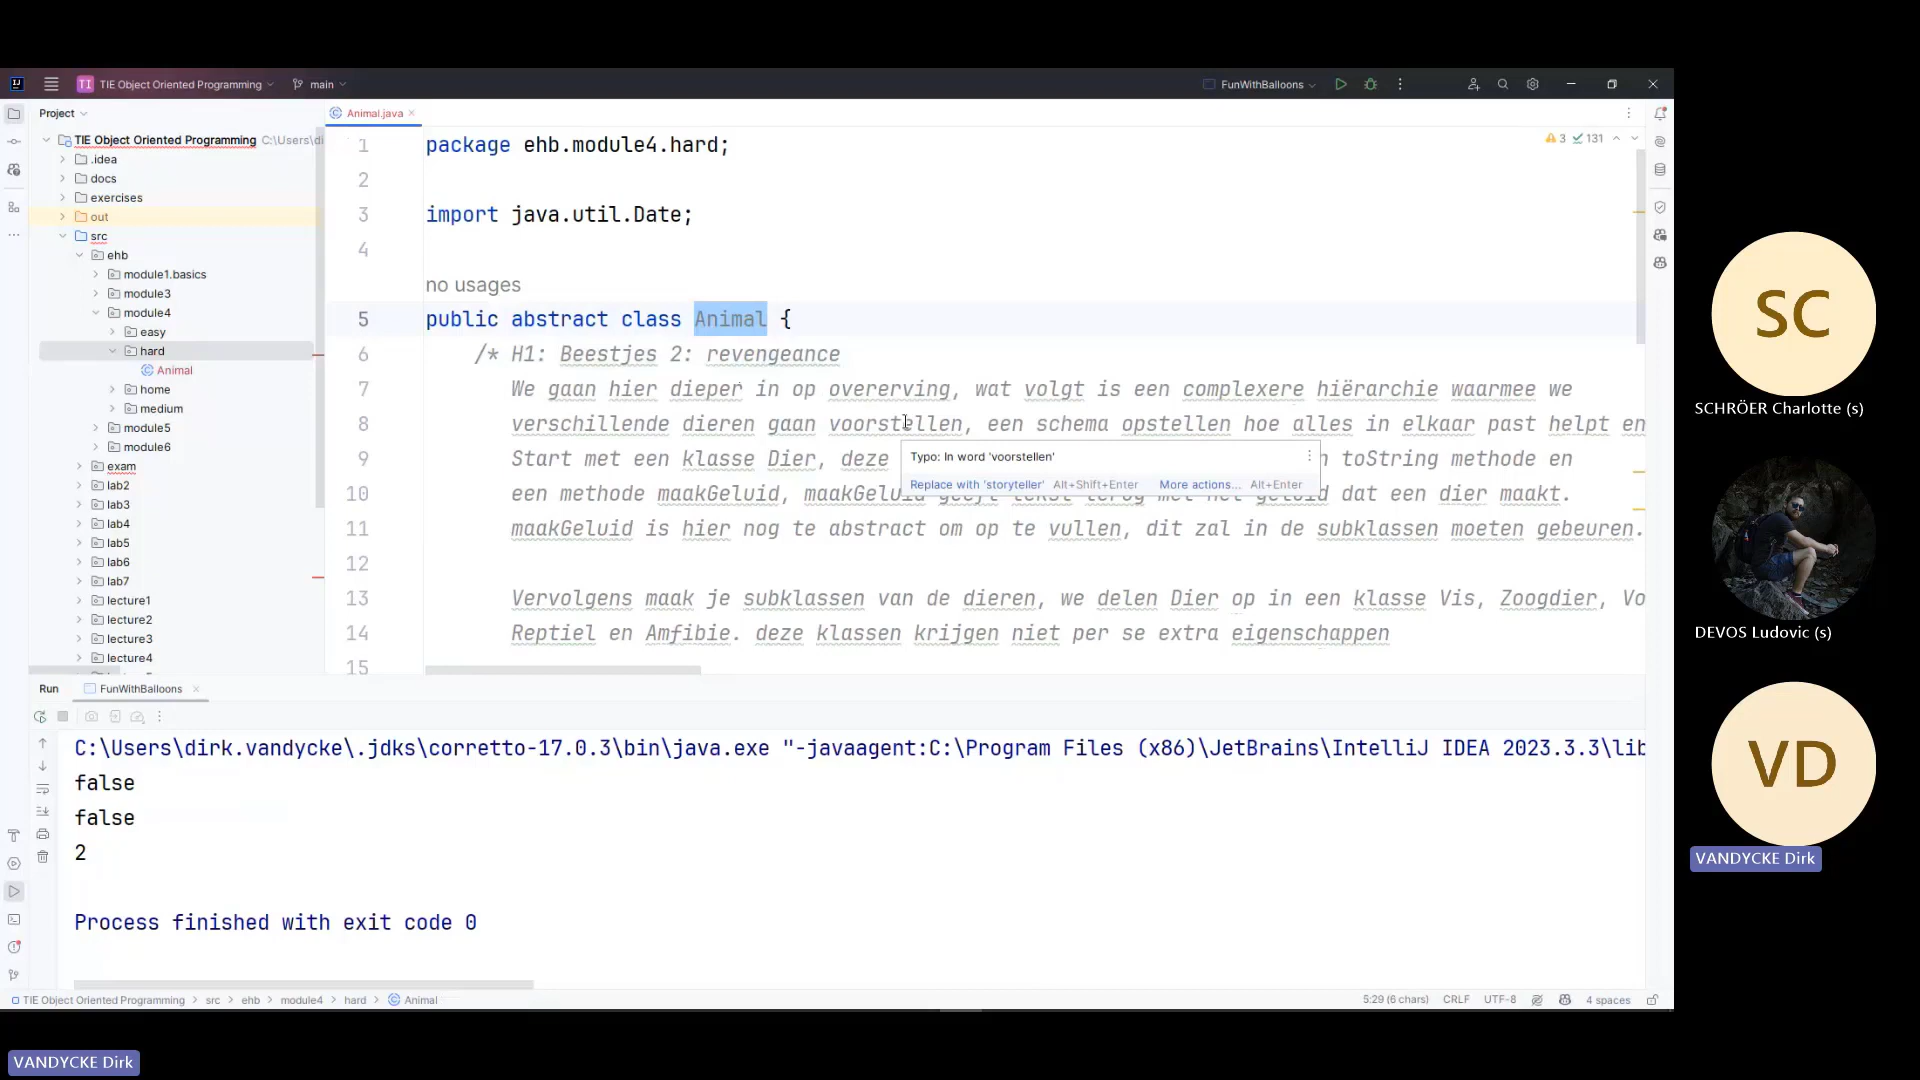 TI TIE Object Oriented Programming main FunWithBalloons
Project
Animal.java
TIE Object Oriented Programming C:\Users\di
.idea
docs
exercises
out
src
ehb
module1.basics
module3
module4
easy
hard
Animal
home
medium
module5
module6
exam
lab2
lab3
lab4
lab5
lab6
lab7
lecture1
lecture2
lecture3
lecture4
3 131
1 package ehb.module4.hard;
2
3 import java.util.Date;
4
no usages
5 public abstract class Animal {
6 /* H1: Beestjes 2: revengeance
7 We gaan hier dieper in op overerving, wat volgt is een complexere hiërarchie waarmee we
8 verschillende dieren gaan voorstellen, een schema opstellen hoe alles in elkaar past helpt en
9 Start met een klasse Dier, deze n toString methode en
Typo: In word 'voorstellen'
Replace with 'storyteller' Alt+Shift+Enter More actions... Alt+Enter
10 een methode maakGeluid, maakGeluid geeft tekst terug met het geluid dat een dier maakt.
11 maakGeluid is hier nog te abstract om op te vullen, dit zal in de subklassen moeten gebeuren.
12
13 Vervolgens maak je subklassen van de dieren, we delen Dier op in een klasse Vis, Zoogdier, Vo
14 Reptiel en Amfibie. deze klassen krijgen niet per se extra eigenschappen
15
Run FunWithBalloons
C:\Users\dirk.vandycke\.jdks\corretto-17.0.3\bin\java.exe "-javaagent:C:\Program Files (x86)\JetBrains\IntelliJ IDEA 2023.3.3\lib
false
false
2
Process finished with exit code 0
TIE Object Oriented Programming > src > ehb > module4 > hard > Animal
5:29 (6 chars) CRLF UTF-8 4 spaces
SC
SCHRÖER Charlotte (s)
DEVOS Ludovic (s)
VD
VANDYCKE Dirk
VANDYCKE Dirk